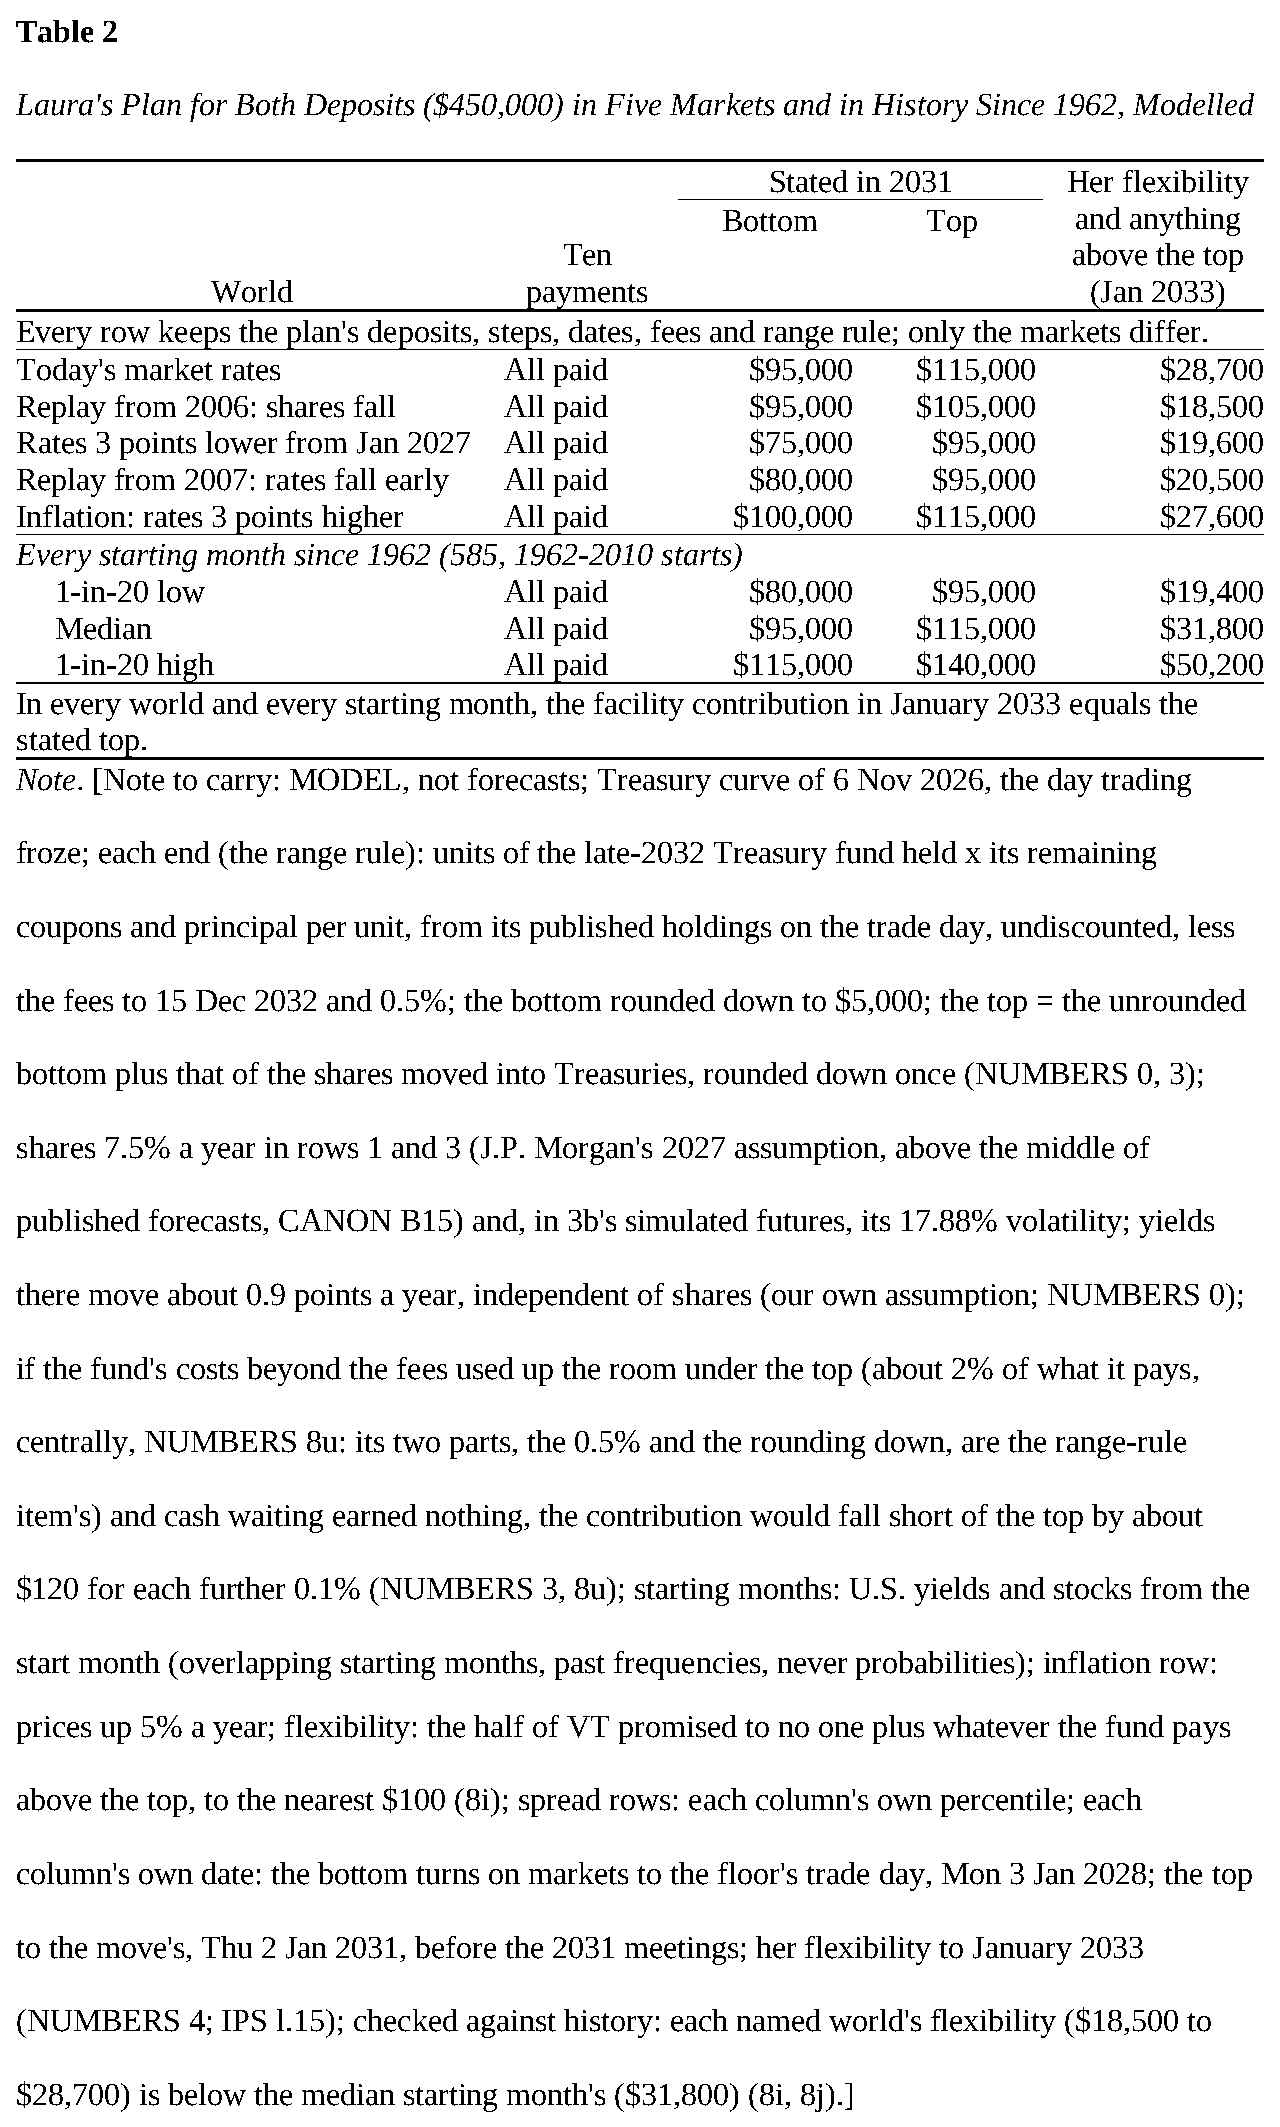 Table 2
Laura's Plan for Both Deposits ($450,000) in Five Markets and in History Since 1962, Modelled
Stated in 2031 Her flexibility
Bottom Top and anything
Ten above the top
World payments (Jan 2033)
Every row keeps the plan's deposits, steps, dates, fees and range rule; only the markets differ.
Today's market rates All paid $95,000 $115,000 $28,700
Replay from 2006: shares fall All paid $95,000 $105,000 $18,500
Rates 3 points lower from Jan 2027 All paid $75,000 $95,000 $19,600
Replay from 2007: rates fall early All paid $80,000 $95,000 $20,500
Inflation: rates 3 points higher All paid $100,000 $115,000 $27,600
Every starting month since 1962 (585, 1962-2010 starts)
1-in-20 low All paid $80,000 $95,000 $19,400
Median All paid $95,000 $115,000 $31,800
1-in-20 high All paid $115,000 $140,000 $50,200
In every world and every starting month, the facility contribution in January 2033 equals the
stated top.
Note. [Note to carry: MODEL, not forecasts; Treasury curve of 6 Nov 2026, the day trading
froze; each end (the range rule): units of the late-2032 Treasury fund held x its remaining
coupons and principal per unit, from its published holdings on the trade day, undiscounted, less
the fees to 15 Dec 2032 and 0.5%; the bottom rounded down to $5,000; the top = the unrounded
bottom plus that of the shares moved into Treasuries, rounded down once (NUMBERS 0, 3);
shares 7.5% a year in rows 1 and 3 (J.P. Morgan's 2027 assumption, above the middle of
published forecasts, CANON B15) and, in 3b's simulated futures, its 17.88% volatility; yields
there move about 0.9 points a year, independent of shares (our own assumption; NUMBERS 0);
if the fund's costs beyond the fees used up the room under the top (about 2% of what it pays,
centrally, NUMBERS 8u: its two parts, the 0.5% and the rounding down, are the range-rule
item's) and cash waiting earned nothing, the contribution would fall short of the top by about
$120 for each further 0.1% (NUMBERS 3, 8u); starting months: U.S. yields and stocks from the
start month (overlapping starting months, past frequencies, never probabilities); inflation row:
prices up 5% a year; flexibility: the half of VT promised to no one plus whatever the fund pays
above the top, to the nearest $100 (8i); spread rows: each column's own percentile; each
column's own date: the bottom turns on markets to the floor's trade day, Mon 3 Jan 2028; the top
to the move's, Thu 2 Jan 2031, before the 2031 meetings; her flexibility to January 2033
(NUMBERS 4; IPS l.15); checked against history: each named world's flexibility ($18,500 to
$28,700) is below the median starting month's ($31,800) (8i, 8j).]